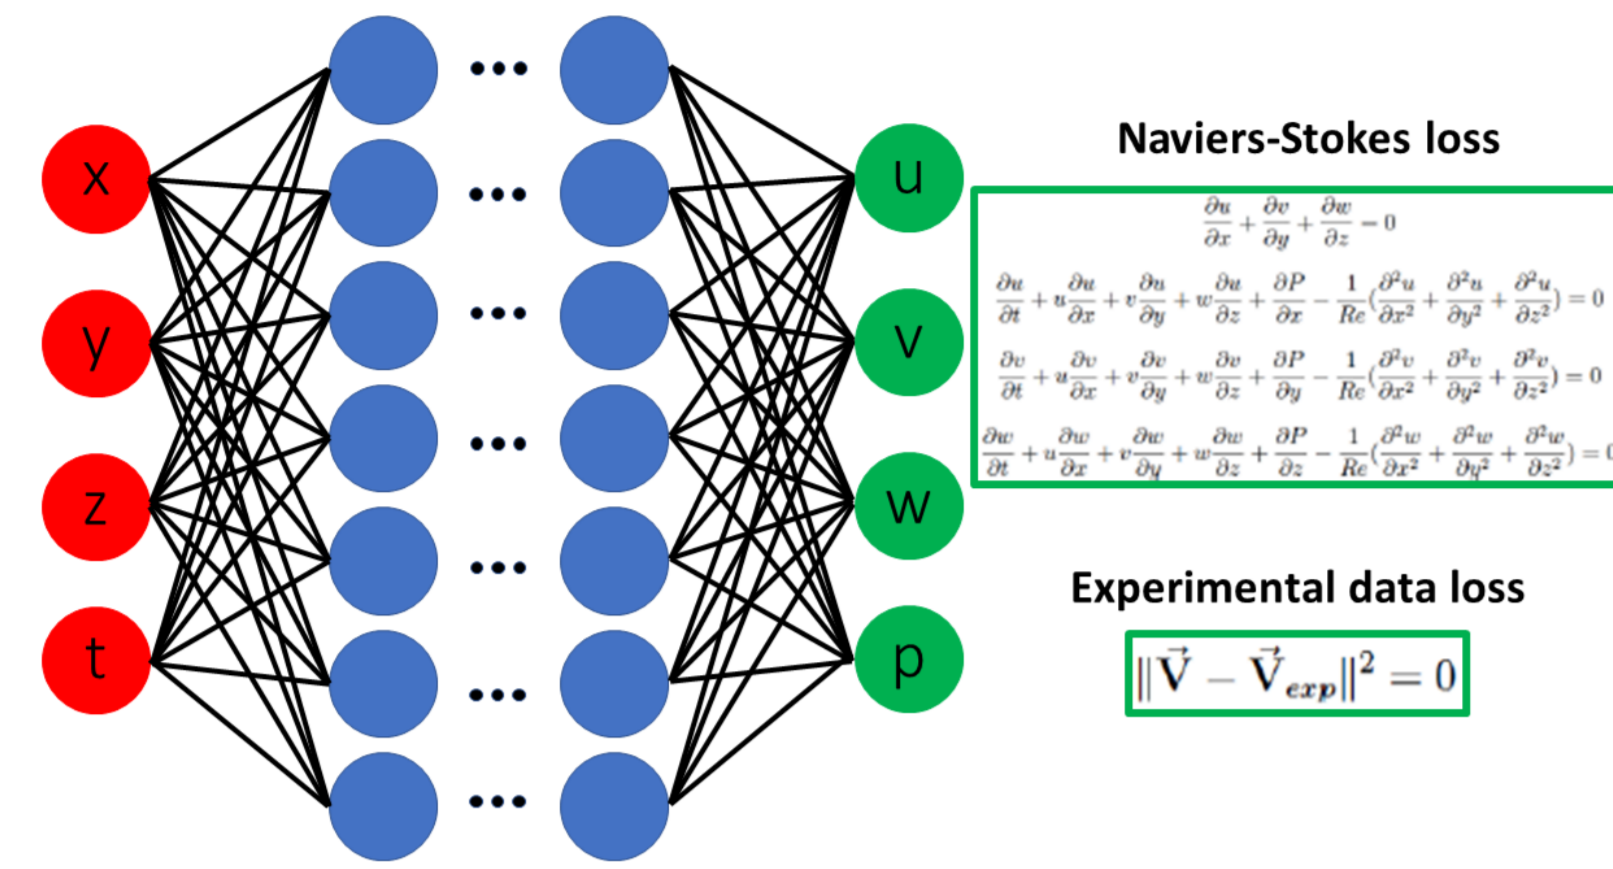 x
y
z
t
u
v
w
p
Naviers-Stokes loss
∂u/∂x + ∂v/∂y + ∂w/∂z − 0
∂u/∂t + u ∂u/∂x + v ∂u/∂y + w ∂u/∂z + ∂P/∂x − 1/Re (∂²u/∂x² + ∂²u/∂y² + ∂²u/∂z²) = 0
∂v/∂t + u ∂v/∂x + v ∂v/∂y + w ∂v/∂z + ∂P/∂y − 1/Re (∂²v/∂x² + ∂²v/∂y² + ∂²v/∂z²) = 0
∂w/∂t + u ∂w/∂x + v ∂w/∂y + w ∂w/∂z + ∂P/∂z − 1/Re (∂²w/∂x² + ∂²w/∂y² + ∂²w/∂z²) = 0
Experimental data loss
‖V⃗ − V⃗exp‖² = 0